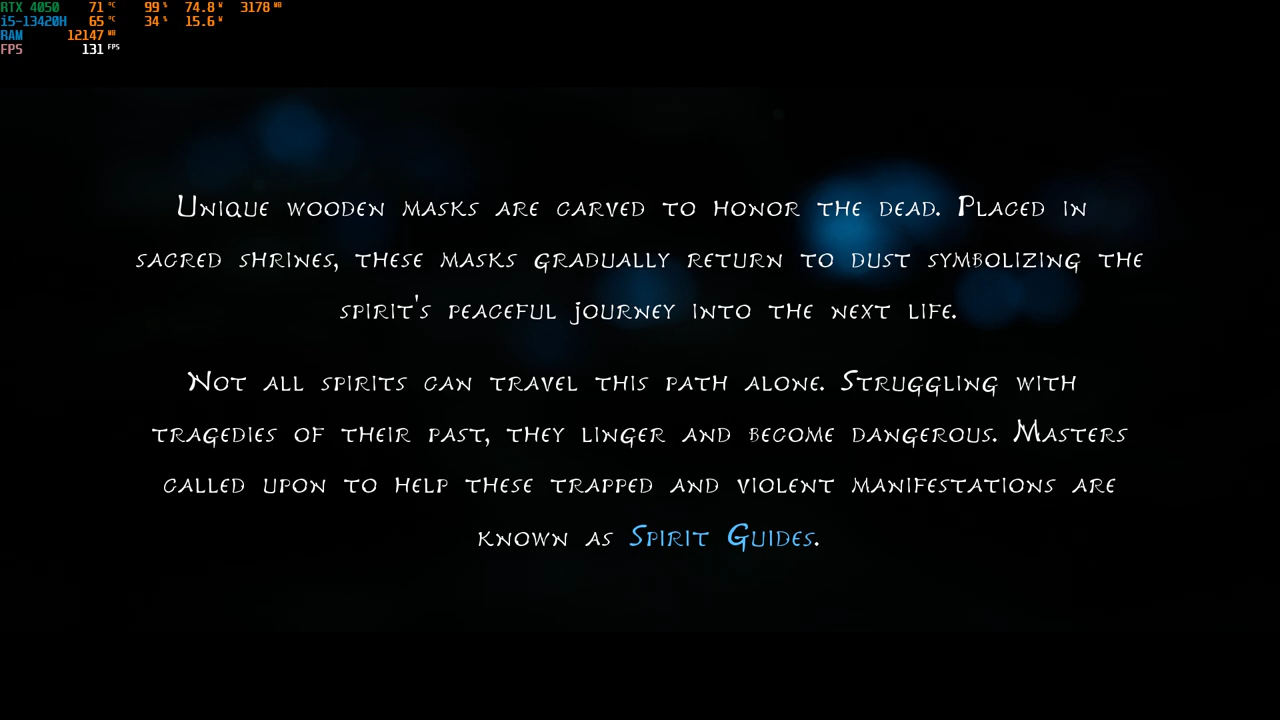 RTX 4050 71 °C 99 % 74.8 W 3178 MB
i5-13420H 65 °C 34 % 15.6 W
RAM 12147 MB
FPS 131 FPS
Unique wooden masks are carved to honor the dead. Placed in
sacred shrines, these masks gradually return to dust symbolizing the
spirit's peaceful journey into the next life.
Not all spirits can travel this path alone. Struggling with
tragedies of their past, they linger and become dangerous. Masters
called upon to help these trapped and violent manifestations are
known as Spirit Guides.